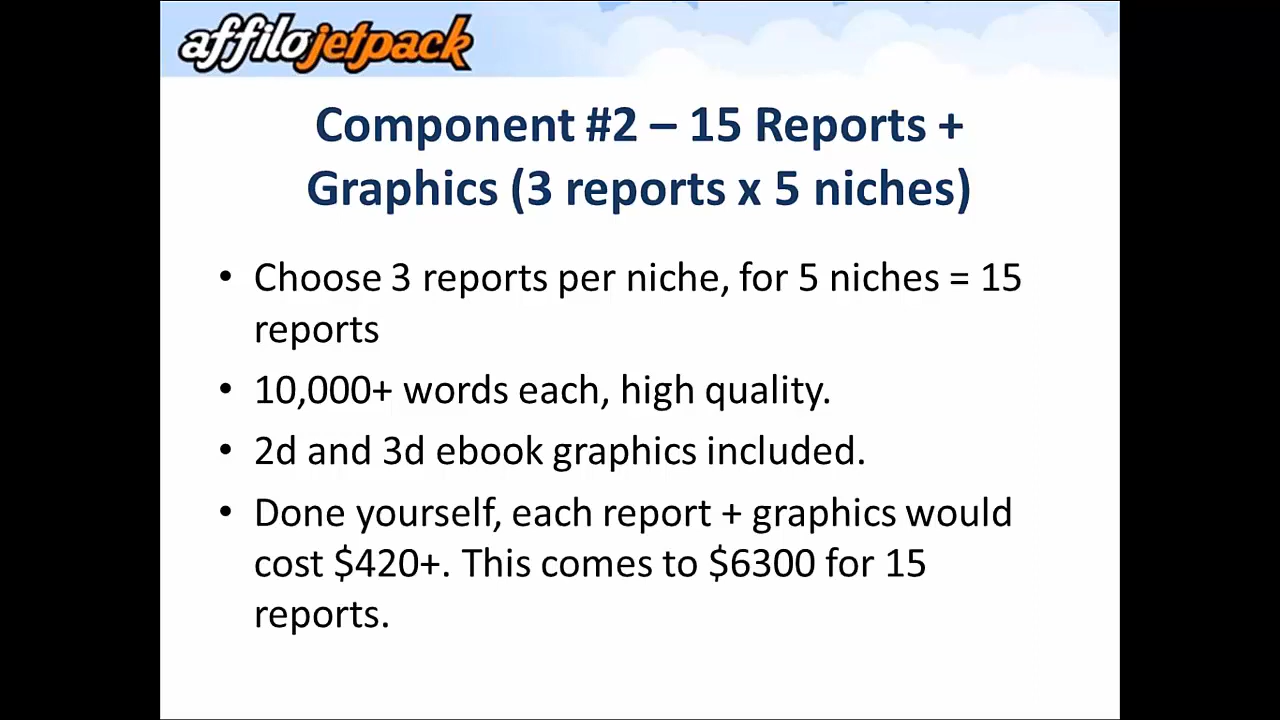 affilojetpack
Component #2 – 15 Reports +
Graphics (3 reports x 5 niches)
• Choose 3 reports per niche, for 5 niches = 15
reports
• 10,000+ words each, high quality.
• 2d and 3d ebook graphics included.
• Done yourself, each report + graphics would
cost $420+. This comes to $6300 for 15
reports.